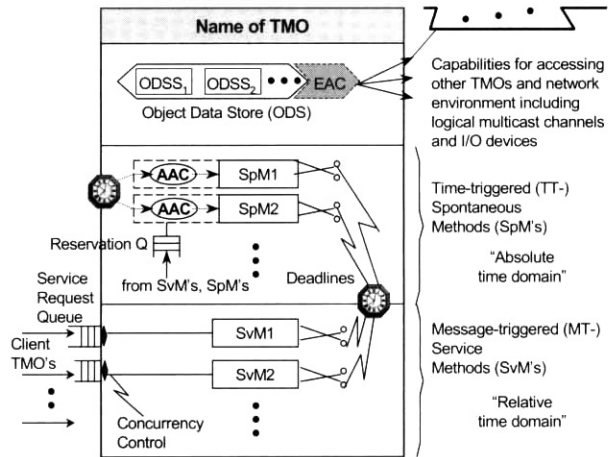 Name of TMO
ODSS1
ODSS2
EAC
Object Data Store (ODS)
Capabilities for accessing
other TMOs and network
environment including
logical multicast channels
and I/O devices
AAC
SpM1
AAC
SpM2
Reservation Q
from SvM's, SpM's
Deadlines
Time-triggered (TT-)
Spontaneous
Methods (SpM's)
"Absolute
time domain"
Service
Request
Queue
Client
TMO's
SvM1
SvM2
Concurrency
Control
Message-triggered (MT-)
Service
Methods (SvM's)
"Relative
time domain"